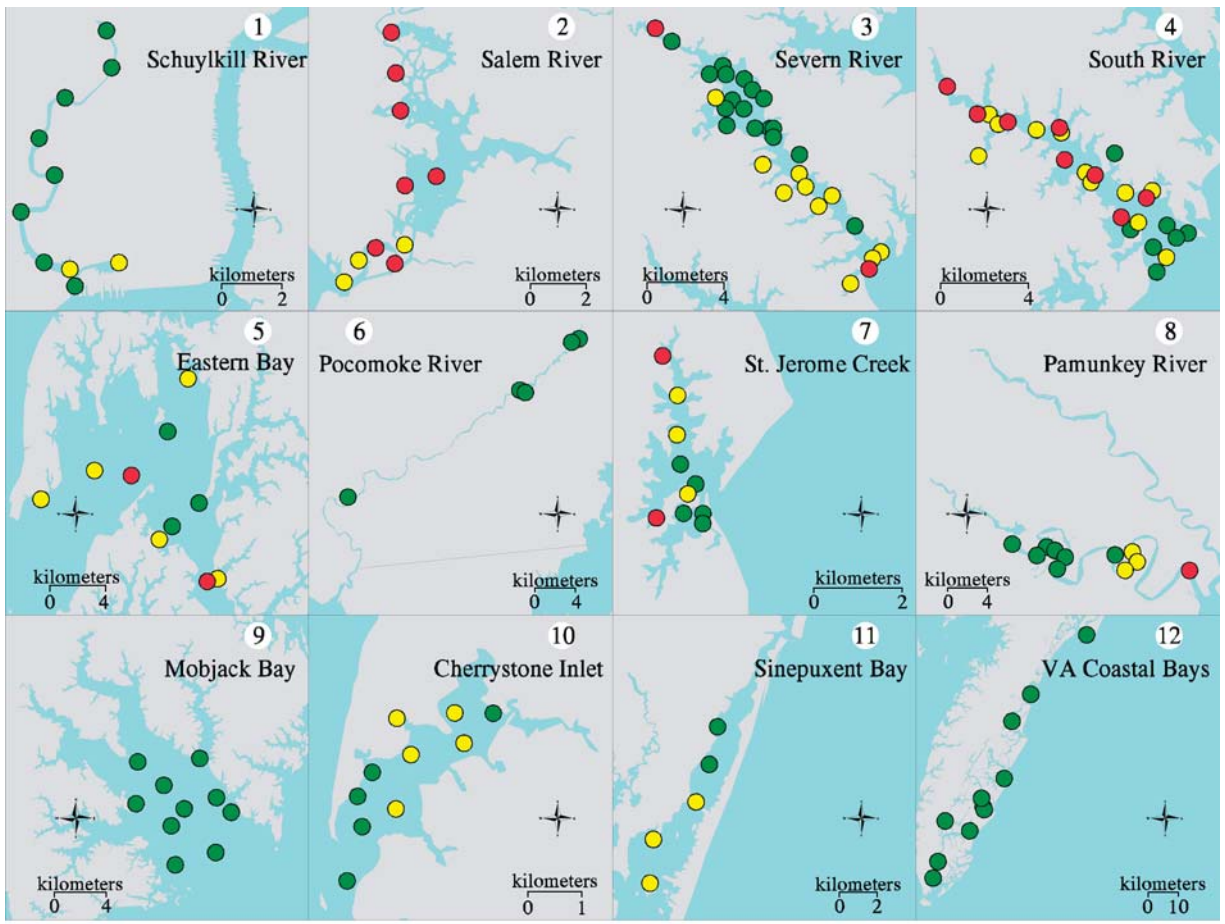 1
Schuylkill River
kilometers
0 2
2
Salem River
kilometers
0 2
3
Severn River
kilometers
0 4
4
South River
kilometers
0 4
5
Eastern Bay
kilometers
0 4
6
Pocomoke River
kilometers
0 4
7
St. Jerome Creek
kilometers
0 2
8
Pamunkey River
kilometers
0 4
9
Mobjack Bay
kilometers
0 4
10
Cherrystone Inlet
kilometers
0 1
11
Sinepuxent Bay
kilometers
0 2
12
VA Coastal Bays
kilometers
0 10